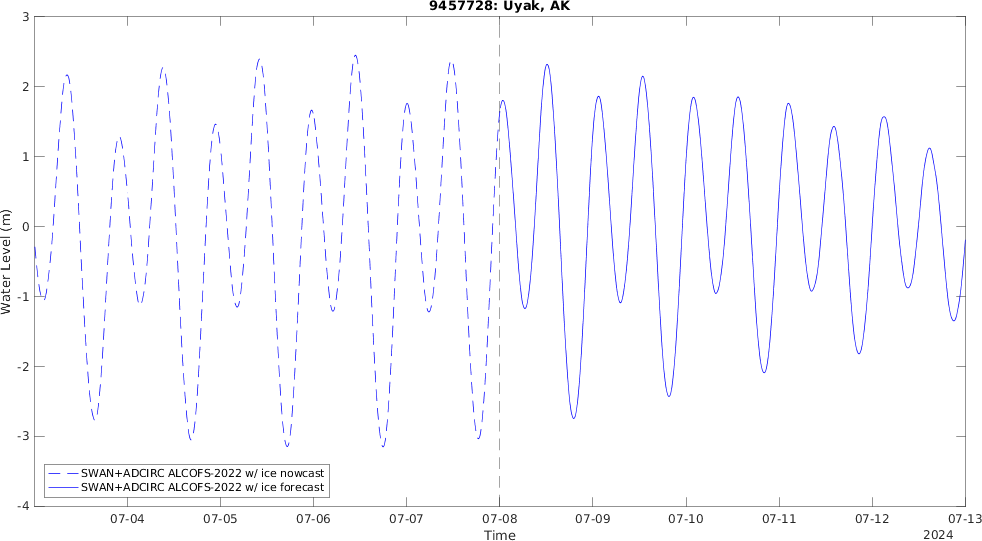 9457728: Uyak, AK
3
2
1
0
-1
-2
-3
-4
Water Level (m)
SWAN+ADCIRC ALCOFS-2022 w/ ice nowcast
SWAN+ADCIRC ALCOFS-2022 w/ ice forecast
07-04 07-05 07-06 07-07 07-08 07-09 07-10 07-11 07-12 07-13
Time
2024